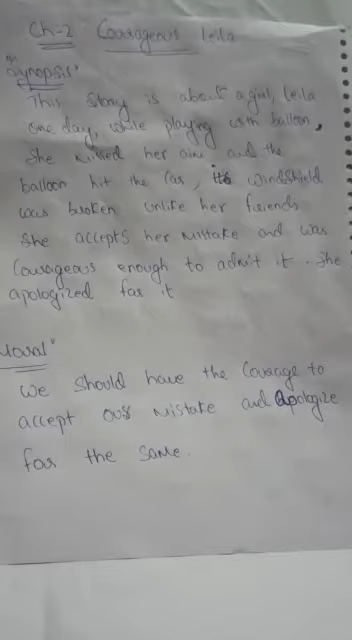 Ch-2 Courageous Leila
"Synopsis"
This story is about a girl, Leila
one day, while playing with balloon,
She missed her aim and the
balloon hit the Car, its windshield
was broken unlike her friends
She accepts her mistake and was
Courageous enough to admit it. She
apologized for it
Moral"
We should have the Courage to
accept our mistake and Apologize
for the same.